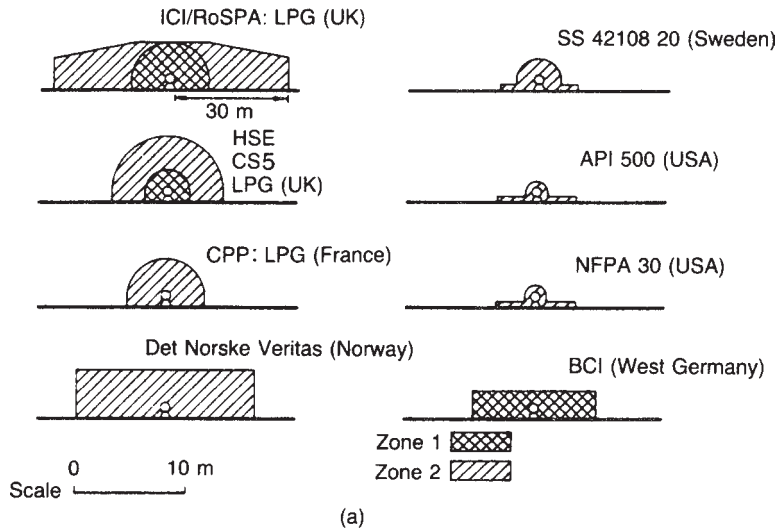 ICI/RoSPA: LPG (UK)
30 m
SS 42108 20 (Sweden)
HSE
CS5
LPG (UK)
API 500 (USA)
CPP: LPG (France)
NFPA 30 (USA)
Det Norske Veritas (Norway)
BCI (West Germany)
Zone 1
Zone 2
0 10 m
Scale
(a)